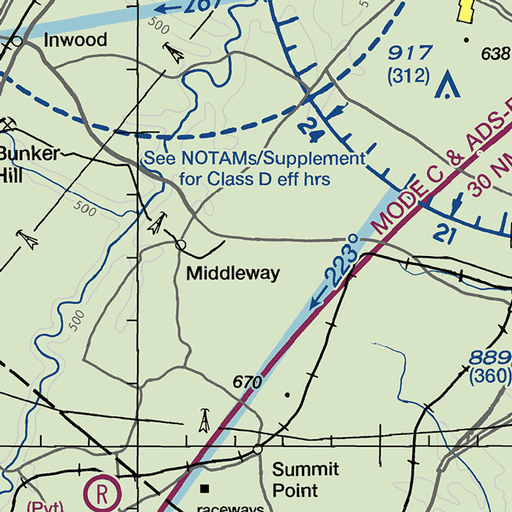 267°
500
Inwood
917
(312)
638
24
See NOTAMs/Supplement
for Class D eff hrs
Bunker
Hill
MODE C & ADS-B
30 NM
500
21
223°
Middleway
500
889
(360)
670
Summit
Point
R
(Pvt)
raceways